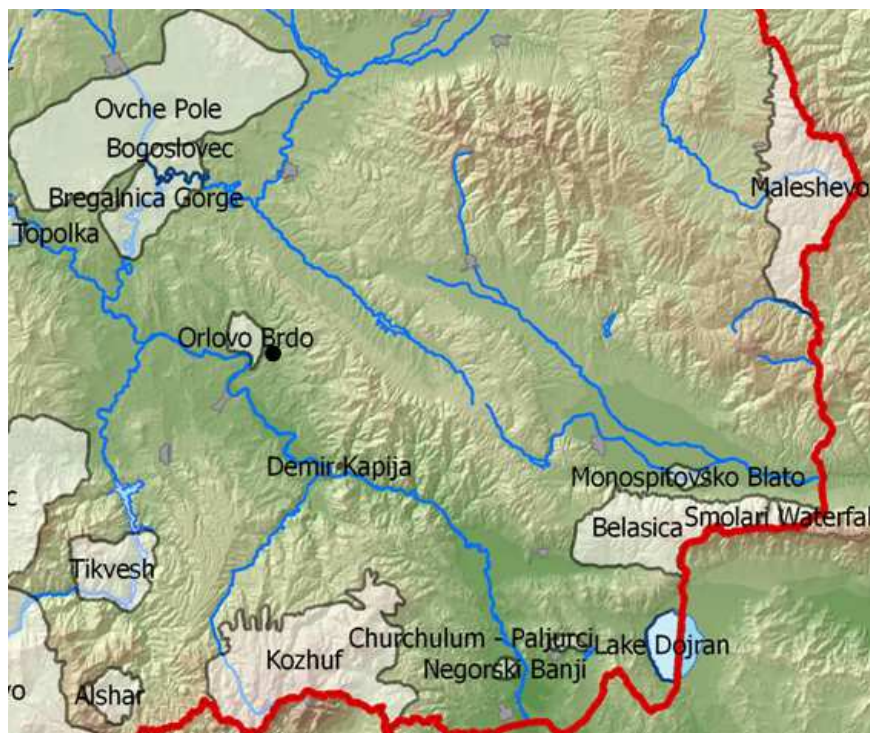 Ovche Pole
Bogoslovec
Bregalnica Gorge
Maleshevo
Topolka
Orlovo Brdo
Demir Kapija
Monospitovsko Blato
c
Smolari Waterfal
Belasica
Tikvesh
Churchulum - Paljurci
Lake Dojran
Kozhuf
Negorski Banji
vo
Alshar